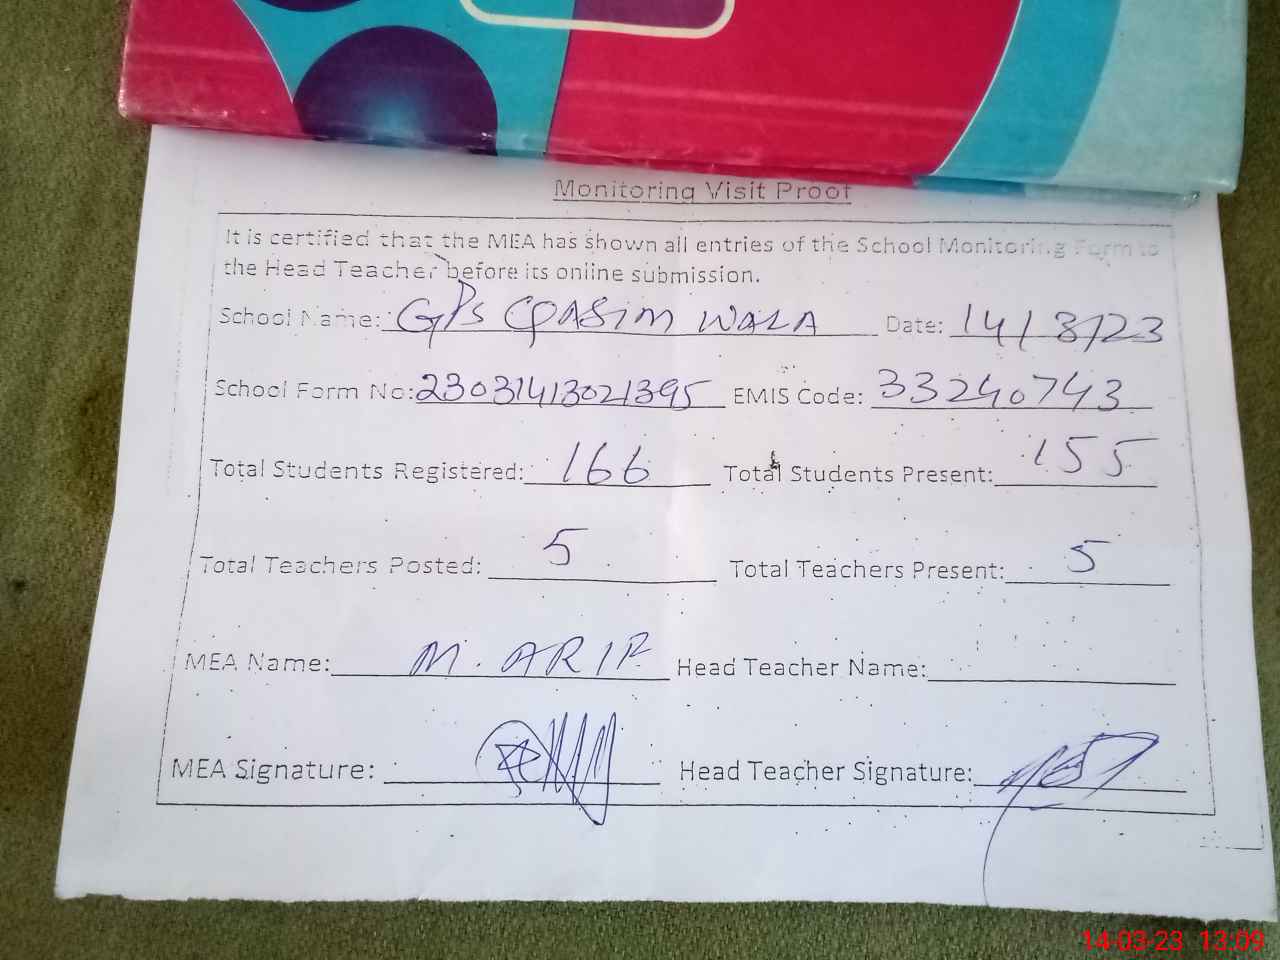 Monitoring Visit Proof
It is certified that the MEA has shown all entries of the School Monitoring Form to
the Head Teacher before its online submission.
School Name: GPS QASIM WALA Date: 14/3/23
School Form No: 23031413021395 EMIS Code: 33240743
Total Students Registered: 166 Total Students Present: 155
Total Teachers Posted: 5 Total Teachers Present: 5
MEA Name: M. ARIF Head Teacher Name:
MEA Signature: Head Teacher Signature:
14-03-23 13:09